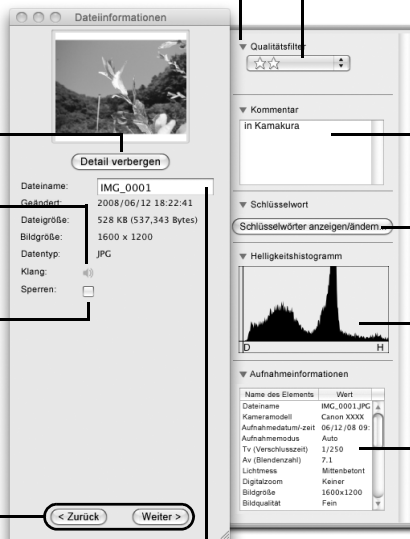 Dateiinformationen
Detail verbergen
Dateiname: IMG_0001
Geändert: 2008/06/12 18:22:41
Dateigröße: 528 KB (537,343 Bytes)
Bildgröße: 1600 x 1200
Datentyp: JPG
Klang:
Sperren:
< Zurück
Weiter >
Qualitätsfilter
Kommentar
in Kamakura
Schlüsselwort
Schlüsselwörter anzeigen/ändern...
Helligkeitshistogramm
D H
Aufnahmeinformationen
Name des Elements Wert
Dateiname IMG_0001.JPG
Kameramodell Canon XXXX
Aufnahmedatum/-zeit 06/12/08 09:
Aufnahmemodus Auto
Tv (Verschlusszeit) 1/250
Av (Blendenzahl) 7.1
Lichtmess Mittenbetont
Digitalzoom Keiner
Bildgröße 1600x1200
Bildqualität Fein